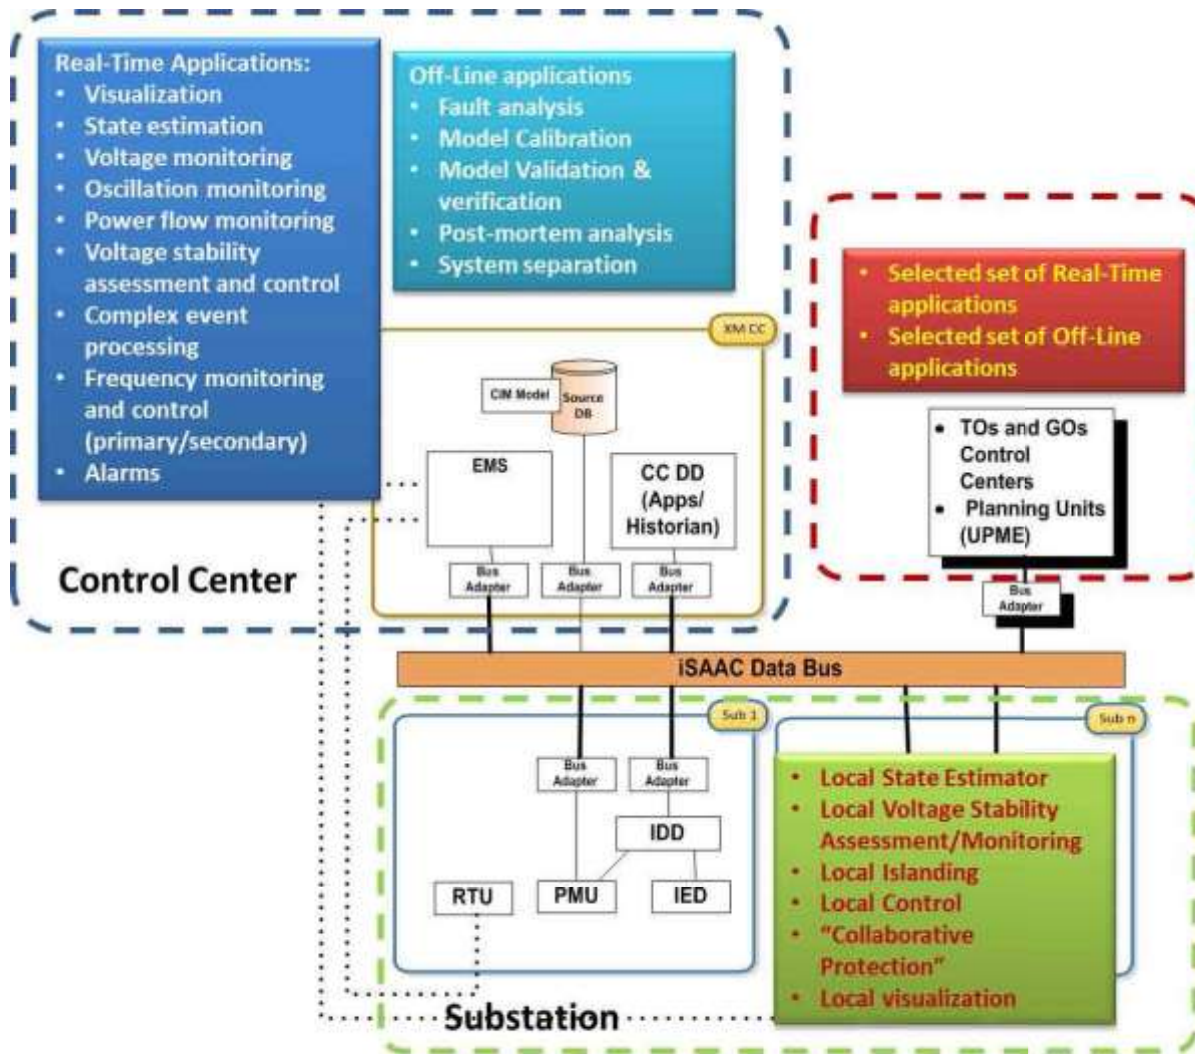 Real-Time Applications:
• Visualization
• State estimation
• Voltage monitoring
• Oscillation monitoring
• Power flow monitoring
• Voltage stability
assessment and control
• Complex event
processing
• Frequency monitoring
and control
(primary/secondary)
• Alarms
Off-Line applications
• Fault analysis
• Model Calibration
• Model Validation &
verification
• Post-mortem analysis
• System separation
• Selected set of Real-Time
applications
• Selected set of Off-Line
applications
XM CC
CIM Model
Source
DB
EMS
CC DD
(Apps/
Historian)
• TOs and GOs
Control
Centers
• Planning Units
(UPME)
Control Center
Bus
Adapter
Bus
Adapter
Bus
Adapter
Bus
Adapter
iSAAC Data Bus
Sub 1
Sub n
Bus
Adapter
Bus
Adapter
IDD
RTU
PMU
IED
• Local State Estimator
• Local Voltage Stability
Assessment/Monitoring
• Local Islanding
• Local Control
• "Collaborative
Protection"
• Local visualization
Substation